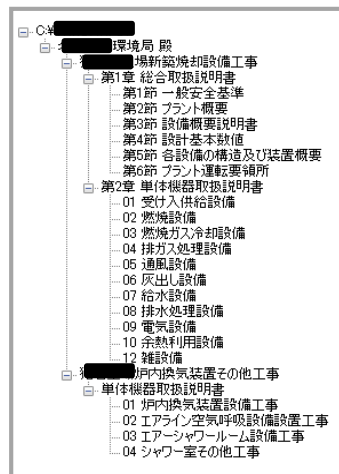 C:¥
環境局 殿
場新築焼却設備工事
第1章 総合取扱説明書
第1節 一般安全基準
第2節 プラント概要
第3節 設備概要説明書
第4節 設計基本数値
第5節 各設備の構造及び装置概要
第6節 プラント運転要領所
第2章 単体機器取扱説明書
01 受け入供給設備
02 燃焼設備
03 燃焼ガス冷却設備
04 排ガス処理設備
05 通風設備
06 灰出し設備
07 給水設備
08 排水処理設備
09 電気設備
10 余熱利用設備
12 雑設備
炉内換気装置その他工事
単体機器取扱説明書
01 炉内換気装置設備工事
02 エアライン空気呼吸設備設置工事
03 エアーシャワールーム設備工事
04 シャワー室その他工事